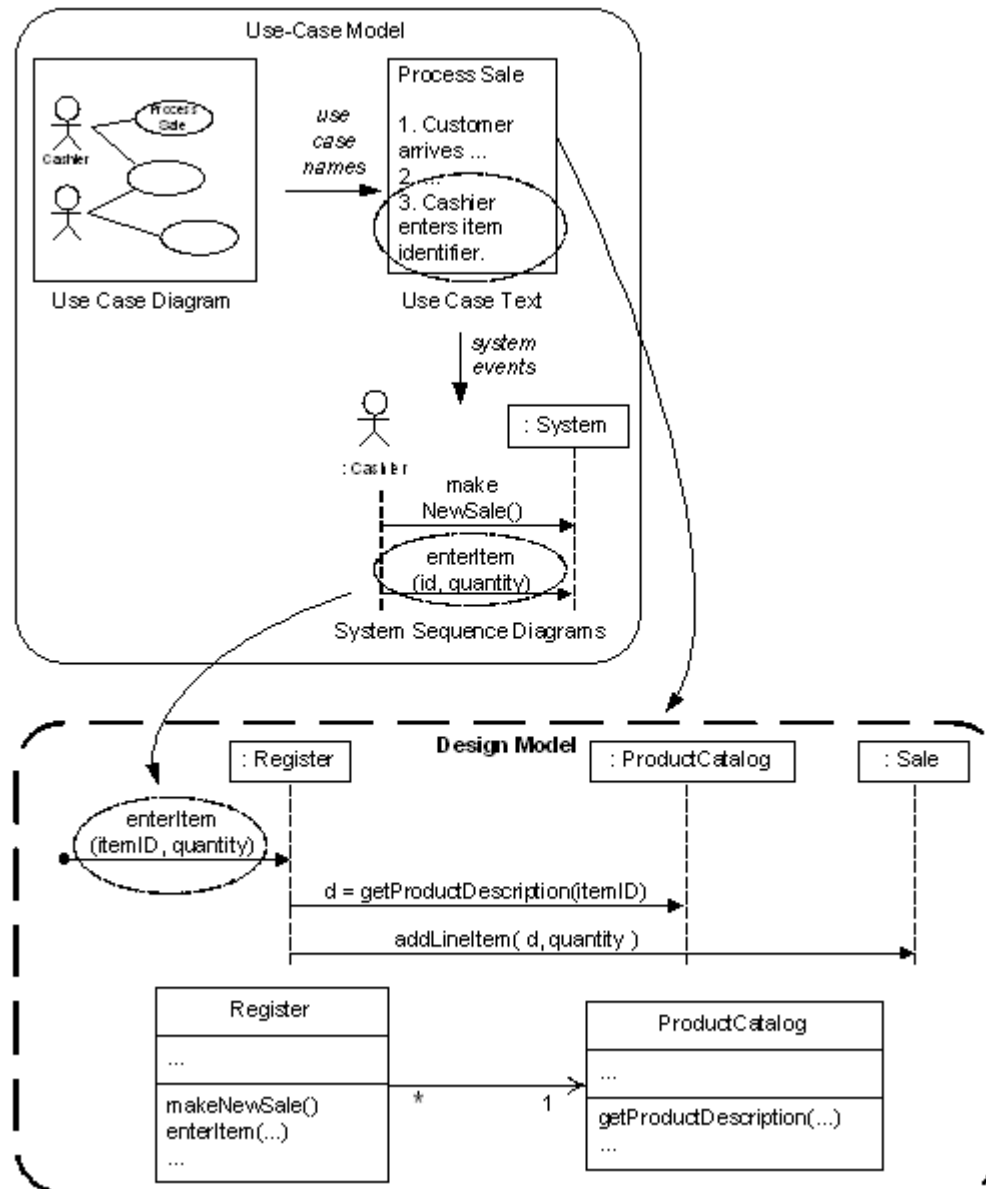 Use-Case Model
Process
Sale
Cashier
Use Case Diagram
use
case
names
Process Sale
1. Customer
arrives ...
2. ...
3. Cashier
enters item
identifier.
Use Case Text
system
events
: Cashier
: System
make
NewSale()
enterItem
(id, quantity)
System Sequence Diagrams
Design Model
: Register
: ProductCatalog
: Sale
enterItem
(itemID, quantity)
d = getProductDescription(itemID)
addLineItem( d, quantity )
Register
...
makeNewSale()
enterItem(...)
...
* 1
ProductCatalog
...
getProductDescription(...)
...